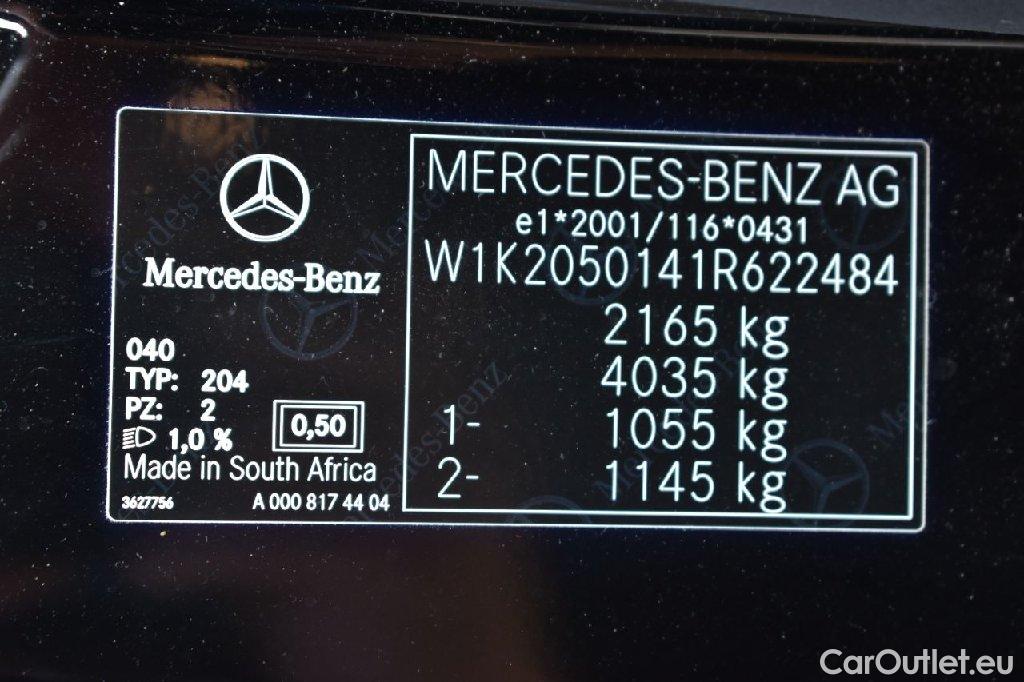 Mercedes-Benz
040
TYP: 204
PZ: 2
1,0 %
0,50
Made in South Africa
3627756 A 000 817 44 04
MERCEDES-BENZ AG
e1*2001/116*0431
W1K2050141R622484
2165 kg
4035 kg
1- 1055 kg
2- 1145 kg
Mercedes-Benz
CarOutlet.eu